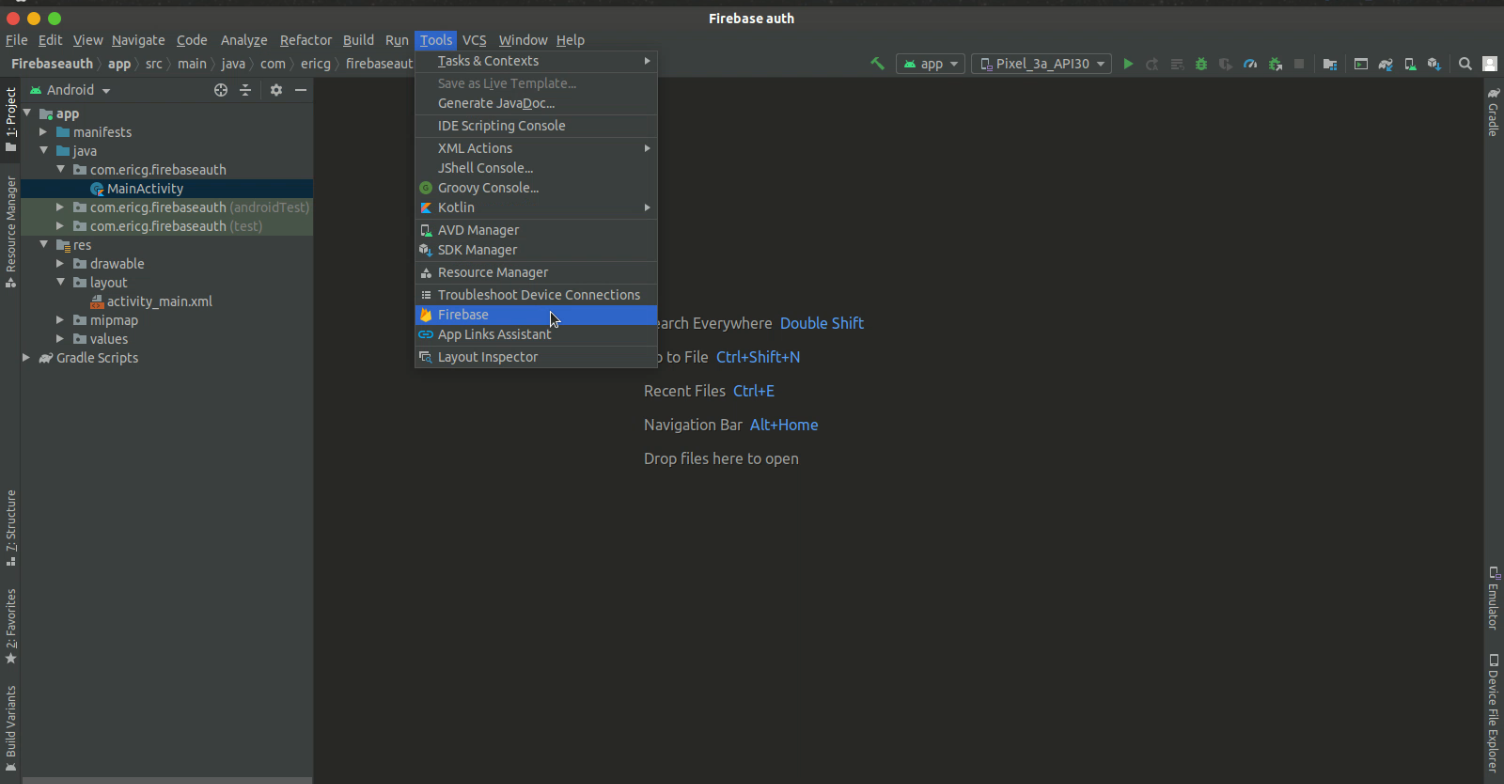 Firebase auth
File Edit View Navigate Code Analyze Refactor Build Run Tools VCS Window Help
Firebaseauth app src main java com ericg firebaseaut
app
Pixel_3a_API30
Android
app
manifests
java
com.ericg.firebaseauth
MainActivity
com.ericg.firebaseauth (androidTest)
com.ericg.firebaseauth (test)
res
drawable
layout
activity_main.xml
mipmap
values
Gradle Scripts
Tasks & Contexts
Save as Live Template...
Generate JavaDoc...
IDE Scripting Console
XML Actions
JShell Console...
Groovy Console...
Kotlin
AVD Manager
SDK Manager
Resource Manager
Troubleshoot Device Connections
Firebase
App Links Assistant
Layout Inspector
earch Everywhere Double Shift
o to File Ctrl+Shift+N
Recent Files Ctrl+E
Navigation Bar Alt+Home
Drop files here to open
1: Project
Resource Manager
7: Structure
2: Favorites
Build Variants
Gradle
Emulator
Device File Explorer